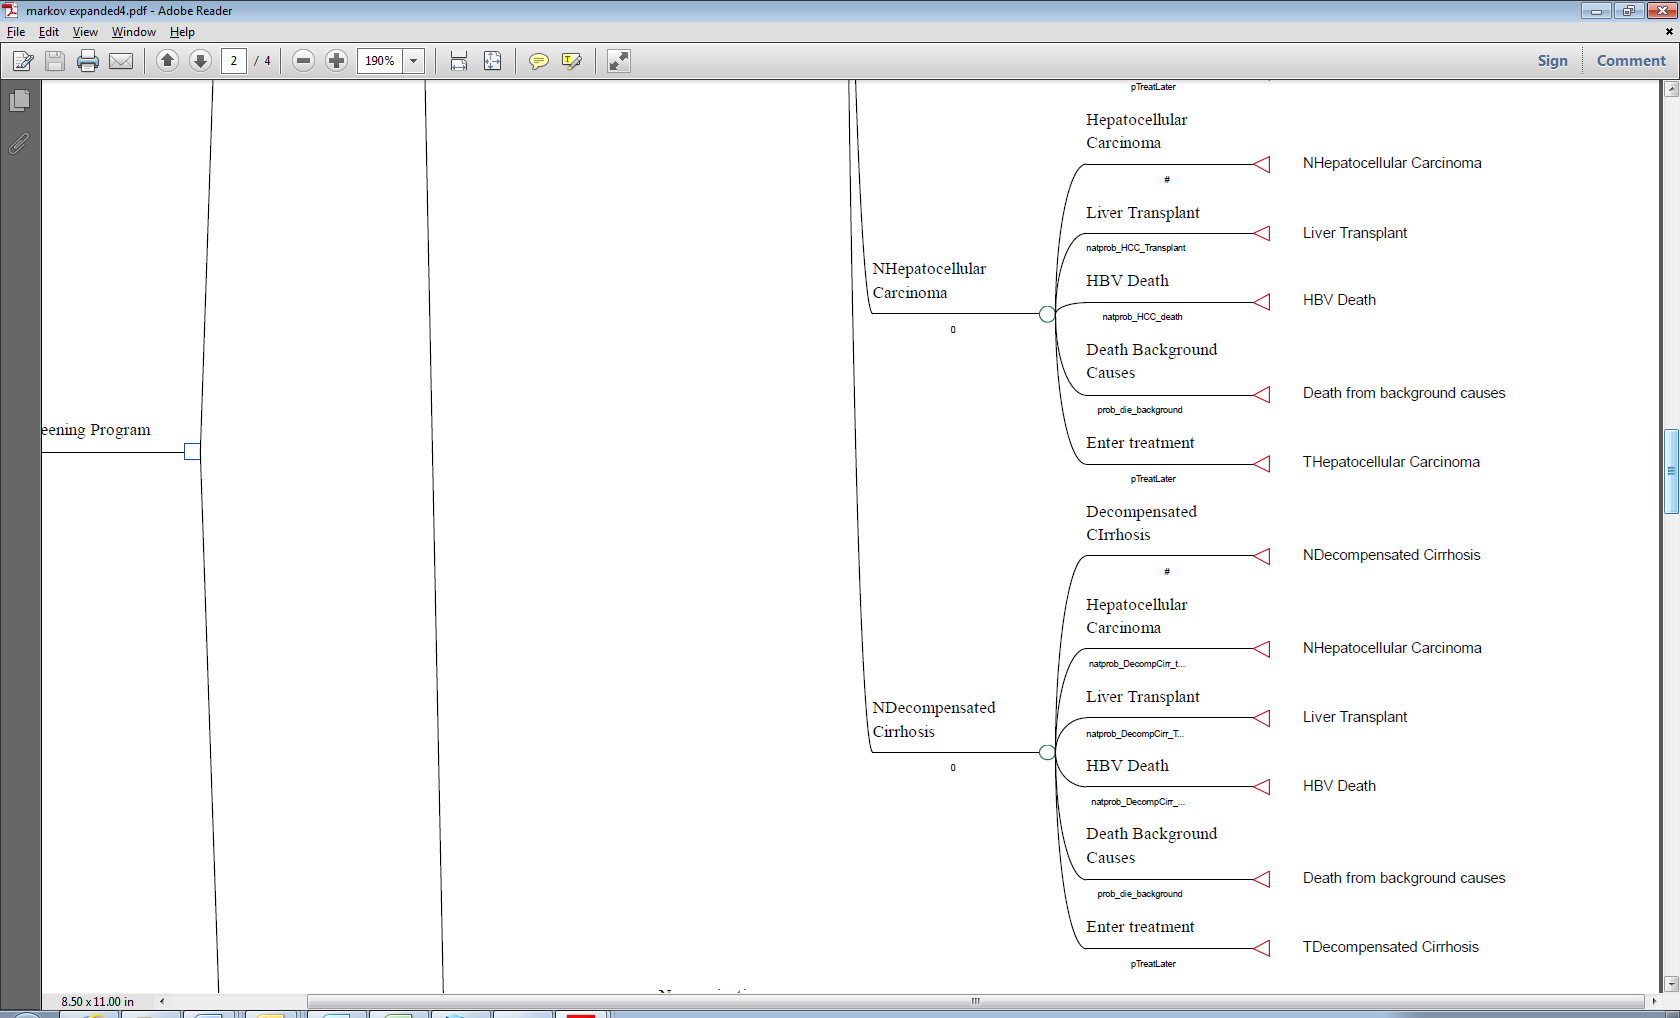 markov expanded4.pdf - Adobe Reader
File Edit View Window Help
2 / 4 190% Sign Comment
pTreatLater
Hepatocellular
Carcinoma
NHepatocellular Carcinoma
#
Liver Transplant
Liver Transplant
natprob_HCC_Transplant
NHepatocellular
Carcinoma
0
HBV Death
HBV Death
natprob_HCC_death
Death Background
Causes
Death from background causes
prob_die_background
eening Program
Enter treatment
THepatocellular Carcinoma
pTreatLater
Decompensated
CIrrhosis
NDecompensated Cirrhosis
#
Hepatocellular
Carcinoma
NHepatocellular Carcinoma
natprob_DecompCirr_t...
Liver Transplant
Liver Transplant
natprob_DecompCirr_T...
NDecompensated
Cirrhosis
0
HBV Death
HBV Death
natprob_DecompCirr_...
Death Background
Causes
Death from background causes
prob_die_background
Enter treatment
TDecompensated Cirrhosis
pTreatLater
8.50 x 11.00 in